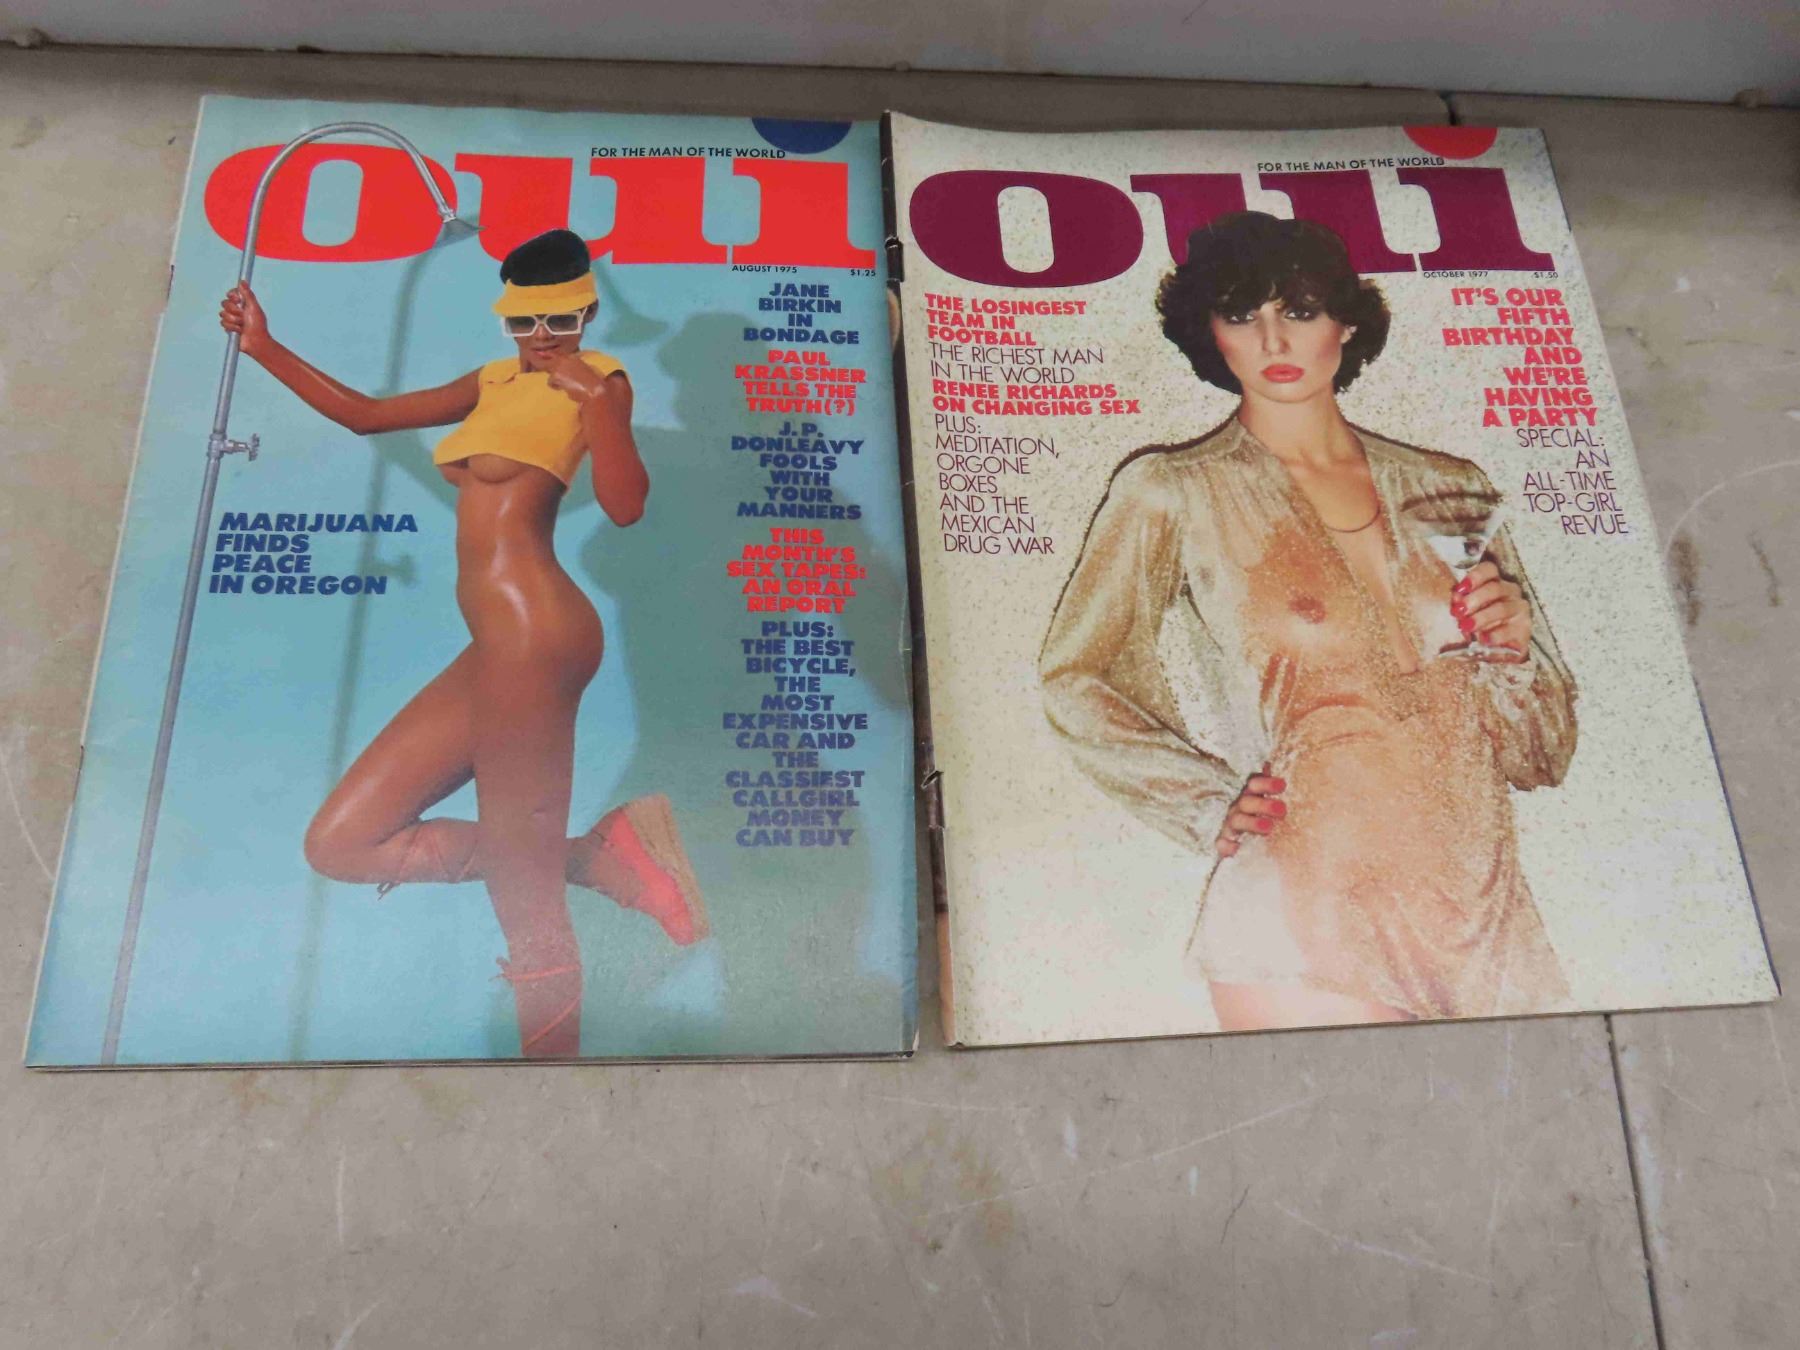 oui
FOR THE MAN OF THE WORLD
AUGUST 1975
$1.25
JANE
BIRKIN
IN
BONDAGE
PAUL
KRASSNER
TELLS THE
TRUTH(?)
J.P.
DONLEAVY
FOOLS
WITH
YOUR
MANNERS
THIS
MONTH'S
SEX TAPES:
AN ORAL
REPORT
PLUS:
THE BEST
BICYCLE,
THE
MOST
EXPENSIVE
CAR AND
THE
CLASSIEST
CALLGIRL
MONEY
CAN BUY
MARIJUANA
FINDS
PEACE
IN OREGON
oui
FOR THE MAN OF THE WORLD
OCTOBER 1977
$1.50
THE LOSINGEST
TEAM IN
FOOTBALL
THE RICHEST MAN
IN THE WORLD
RENEE RICHARDS
ON CHANGING SEX
PLUS:
MEDITATION,
ORGONE
BOXES
AND THE
MEXICAN
DRUG WAR
IT'S OUR
FIFTH
BIRTHDAY
AND
WE'RE
HAVING
A PARTY
SPECIAL:
AN
ALL-TIME
TOP-GIRL
REVUE